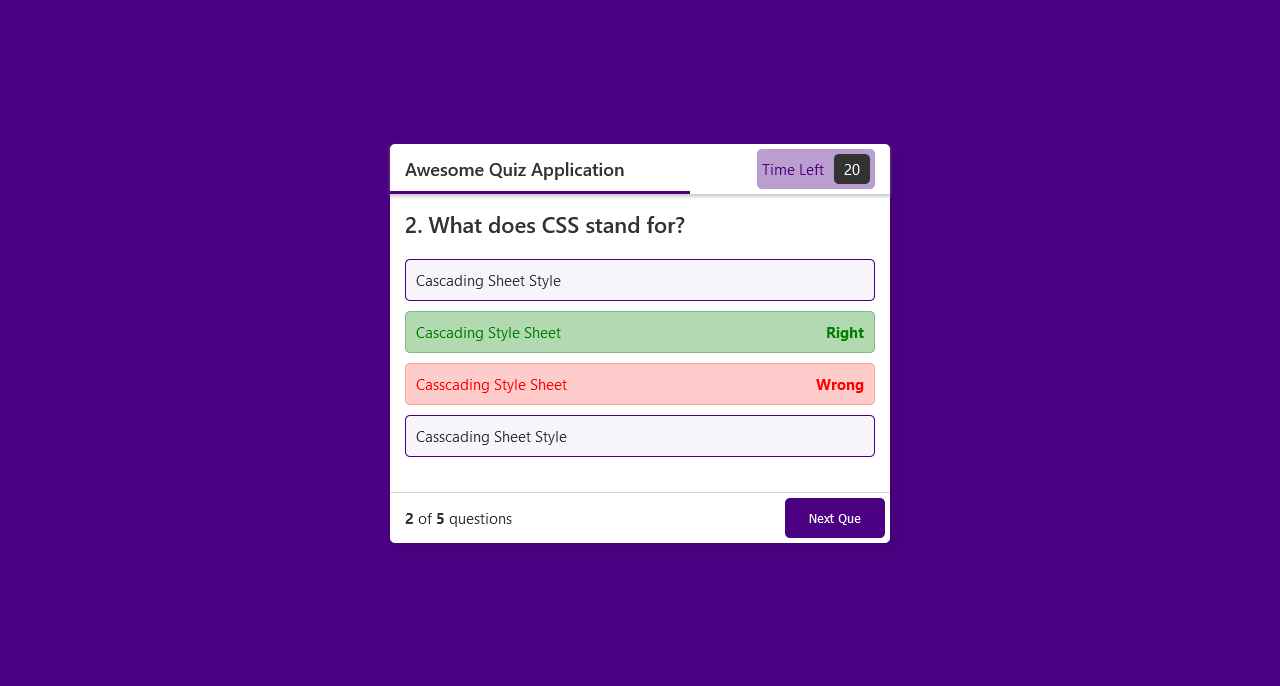 Awesome Quiz Application
Time Left 20
2. What does CSS stand for?
Cascading Sheet Style
Cascading Style Sheet Right
Casscading Style Sheet Wrong
Casscading Sheet Style
2 of 5 questions
Next Que